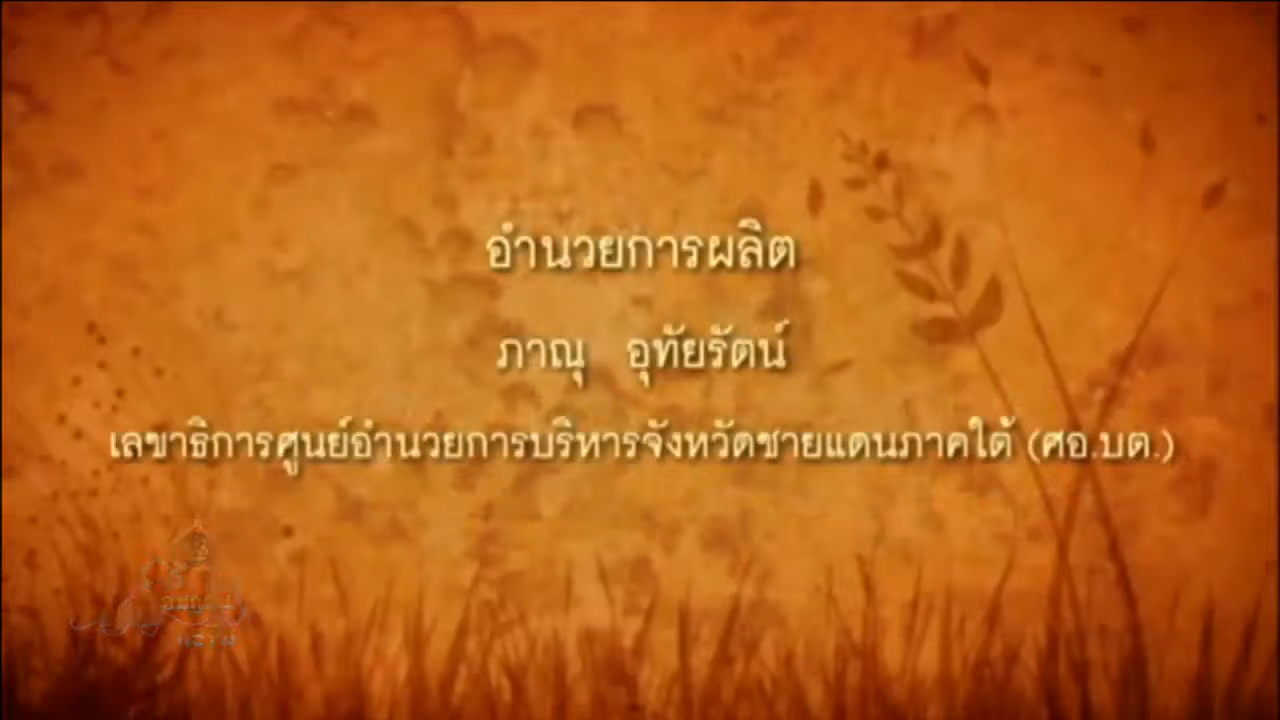 อำนวยการผลิต
ภาณุ อุทัยรัตน์
เลขาธิการศูนย์อำนวยการบริหารจังหวัดชายแดนภาคใต้ (ศอ.บต.)